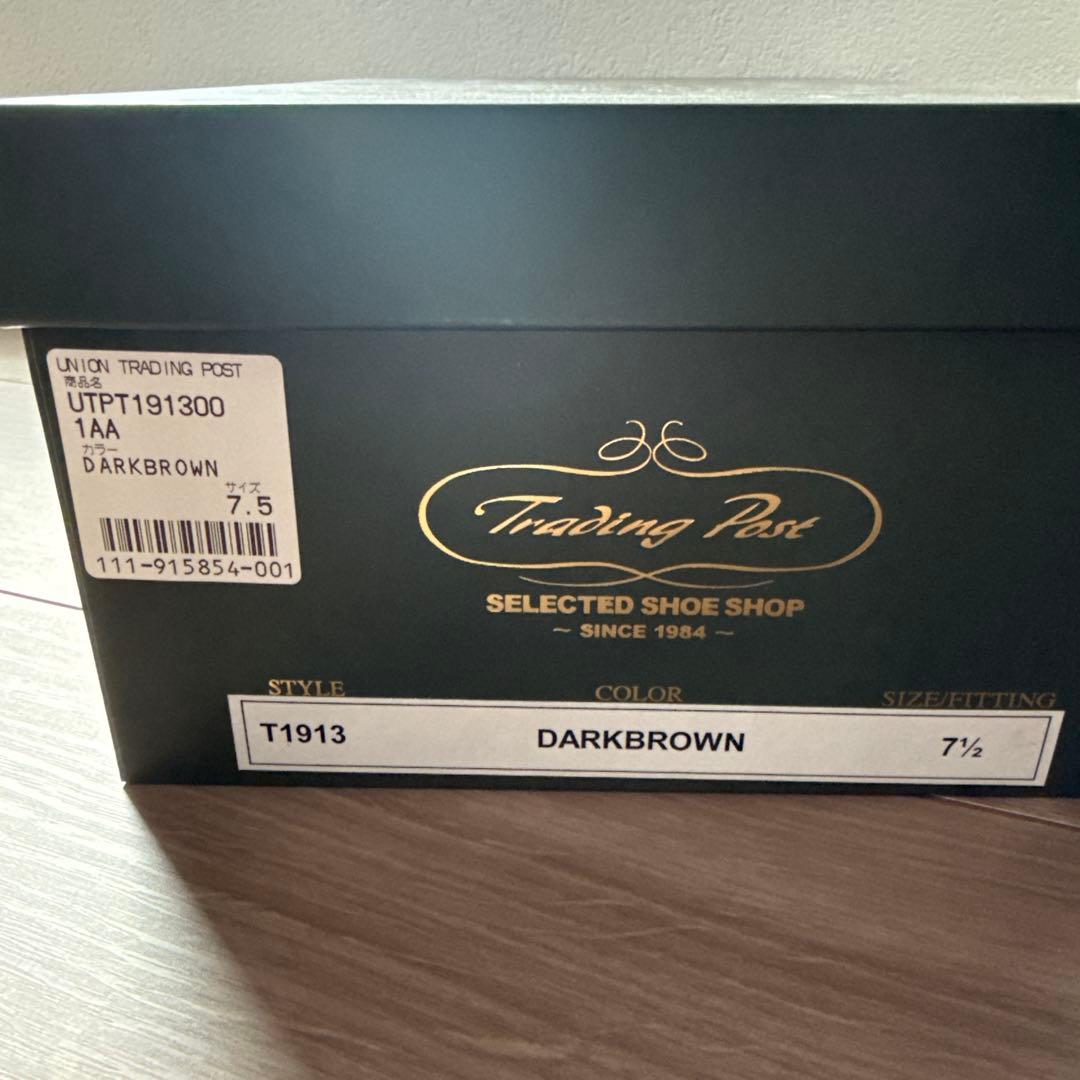 UNION TRADING POST
商品名
UTPT191300
1AA
カラー
DARKBROWN
サイズ
7.5
111-915854-001
Trading Post
SELECTED SHOE SHOP
~ SINCE 1984 ~
STYLE COLOR SIZE/FITTING
T1913 DARKBROWN 7½